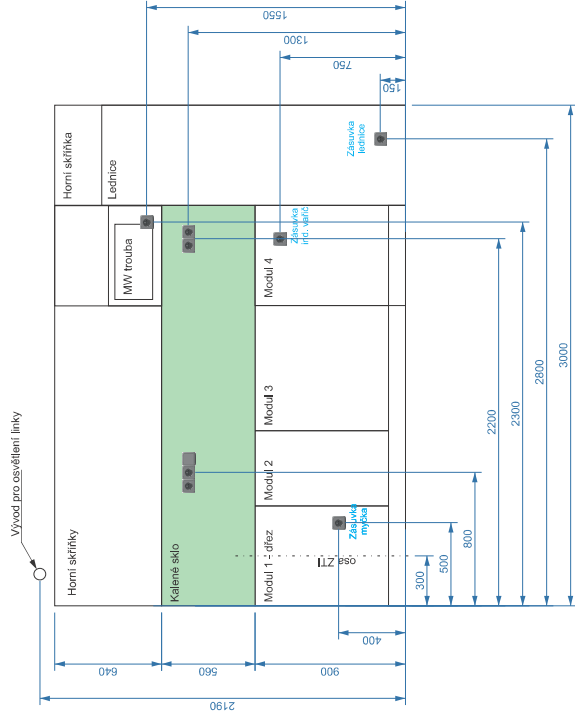 Vývod pro osvětlení linky
Horní skříňky
Horní skříňka
Lednice
MW trouba
Kalené sklo
Modul 1 - dřez
Modul 2
Modul 3
Modul 4
Zásuvka
myčka
Zásuvka
ind. vařič
Zásuvka
lednice
osa ZTI
2190
640
560
900
400
300
500
800
2200
2300
2800
3000
1550
1300
750
150